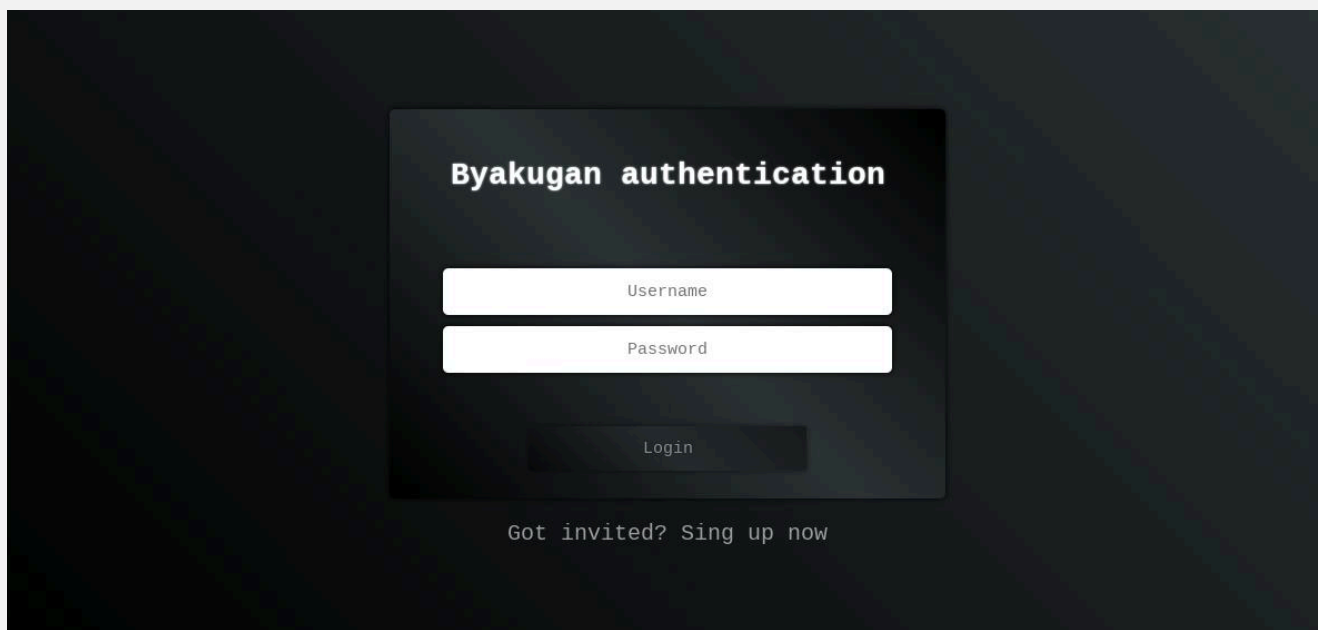 Byakugan authentication
Username
Password
Login
Got invited? Sing up now